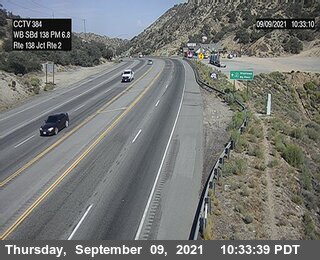 CCTV 384
WB SBd 138 PM 6.8
Rte 138 Jct Rte 2
09/09/2021 10:33:10
Thursday, September 09, 2021 10:33:39 PDT